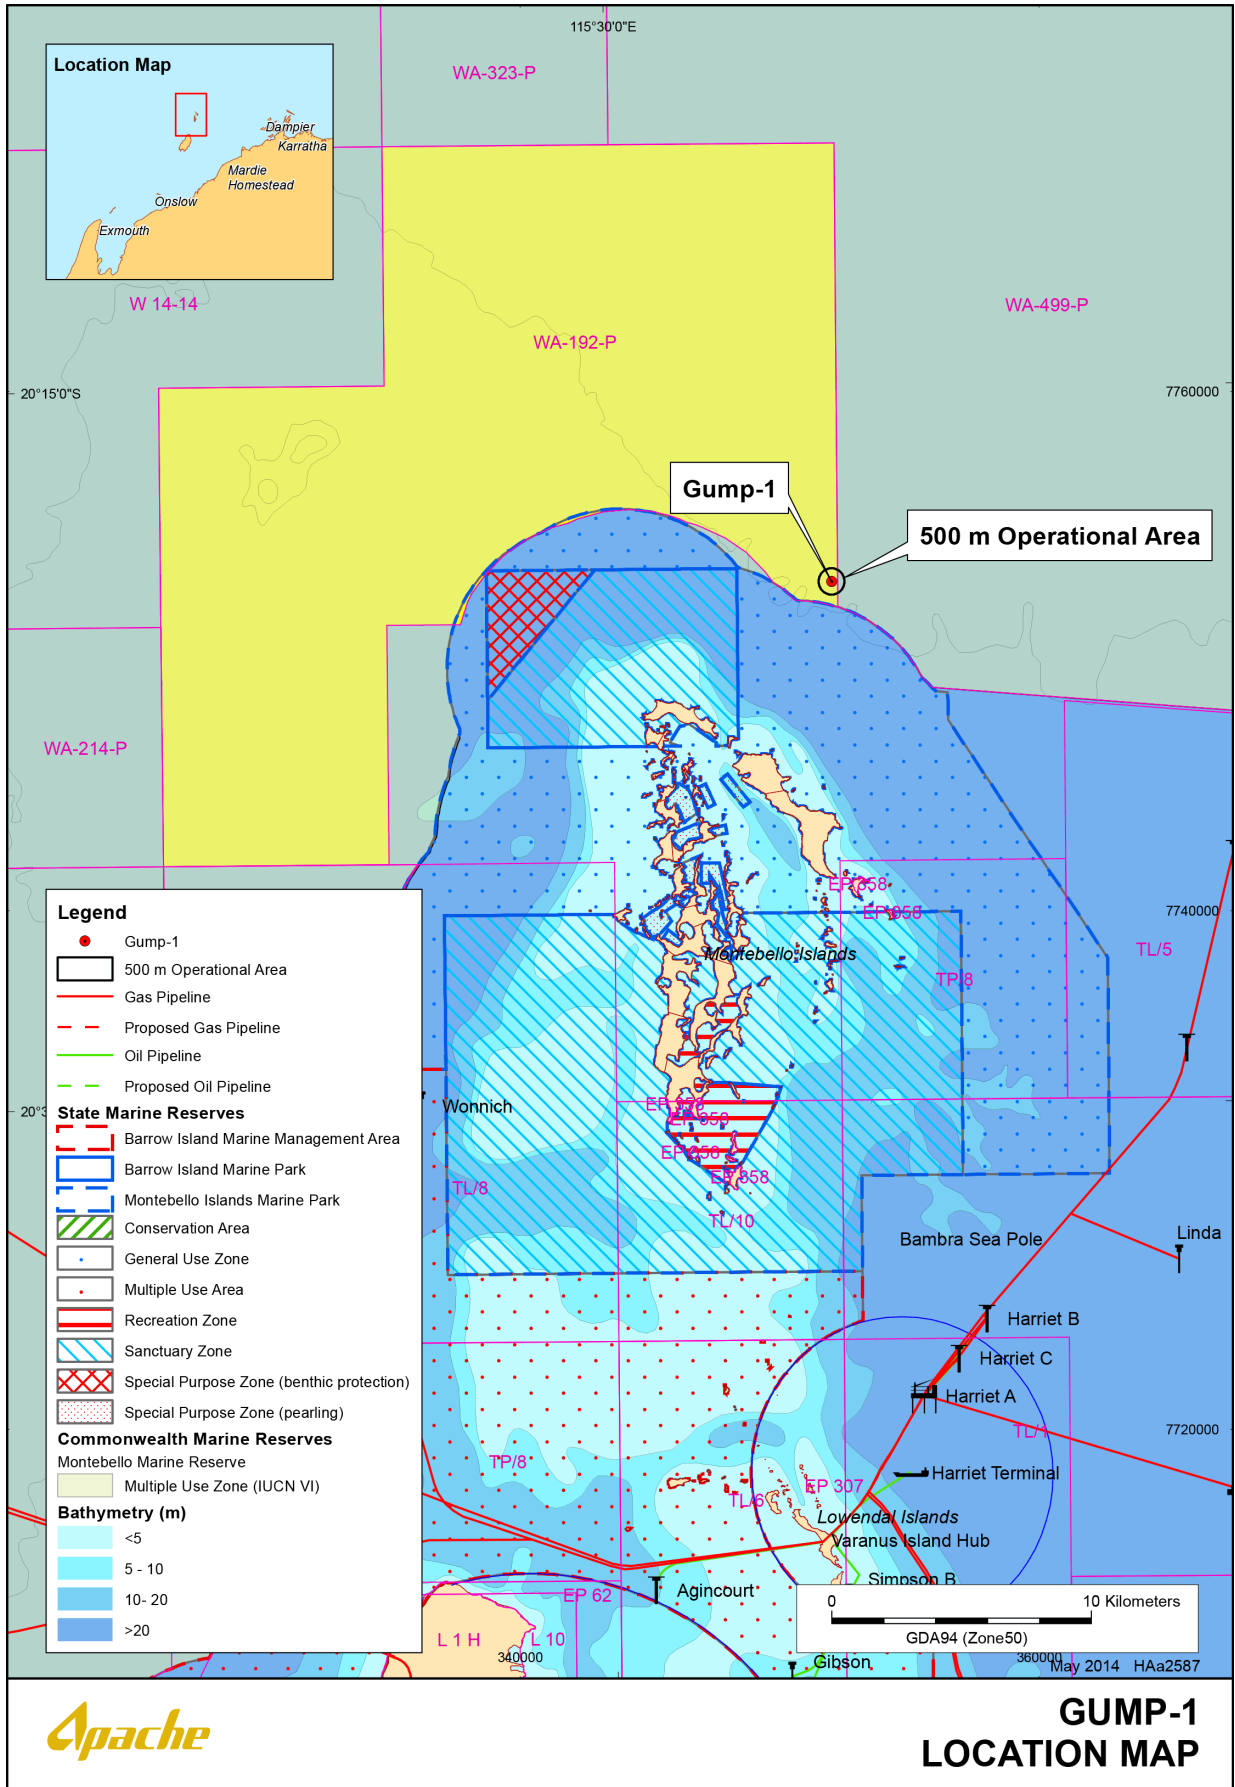 115°30'0"E
Location Map
Dampier
Karratha
Mardie
Homestead
Onslow
Exmouth
WA-323-P
W 14-14
WA-192-P
WA-499-P
20°15'0"S
7760000
Gump-1
500 m Operational Area
WA-214-P
EP 358
EP 358
7740000
Montebello Islands
TL/5
TP/8
20°3
Wonnich
EP 358
EP 358
EP 358
EP 358
TL/8
TL/10
Bambra Sea Pole
Linda
Harriet B
Harriet C
Harriet A
TL/1
7720000
TP/8
Harriet Terminal
EP 307
TL/6
Lowendal Islands
Varanus Island Hub
Simpson B
Agincourt
EP 62
L 1 H
L 10
340000
Gibson
360000
Legend
Gump-1
500 m Operational Area
Gas Pipeline
Proposed Gas Pipeline
Oil Pipeline
Proposed Oil Pipeline
State Marine Reserves
Barrow Island Marine Management Area
Barrow Island Marine Park
Montebello Islands Marine Park
Conservation Area
General Use Zone
Multiple Use Area
Recreation Zone
Sanctuary Zone
Special Purpose Zone (benthic protection)
Special Purpose Zone (pearling)
Commonwealth Marine Reserves
Montebello Marine Reserve
Multiple Use Zone (IUCN VI)
Bathymetry (m)
<5
5 - 10
10- 20
>20
0 10 Kilometers
GDA94 (Zone50)
May 2014 HAa2587
Apache
GUMP-1
LOCATION MAP